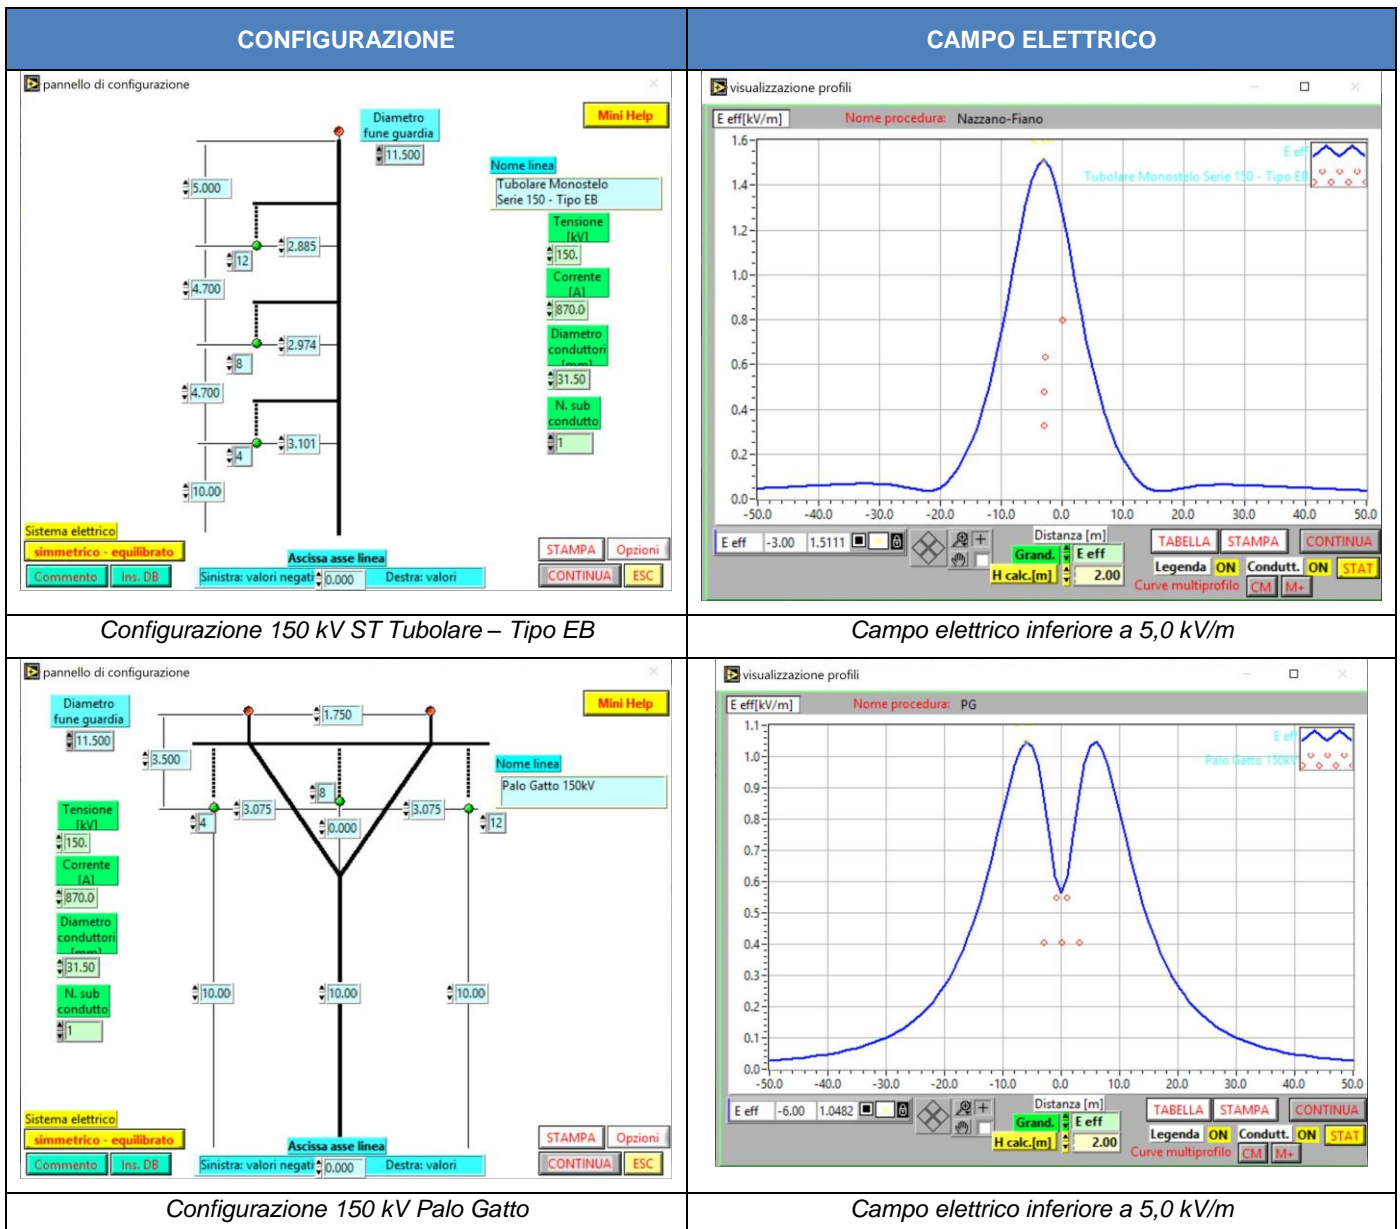 CONFIGURAZIONE
CAMPO ELETTRICO
pannello di configurazione
Diametro
fune guardia
11.500
Mini Help
5.000
Nome linea
Tubolare Monostelo
Serie 150 - Tipo EB
2.885
12
Tensione
[kV]
150.
4.700
Corrente
[A]
870.0
2.974
8
Diametro
conduttori
[mm]
31.50
4.700
N. sub
condutto
1
3.101
4
10.00
Sistema elettrico
simmetrico - equilibrato
Commento
Ins. DB
Ascissa asse linea
Sinistra: valori negati
0.000
Destra: valori
STAMPA
Opzioni
CONTINUA
ESC
visualizzazione profili
E eff[kV/m]
Nome procedura: Nazzano-Fiano
E eff
Tubolare Monostelo Serie 150 - Tipo EB
1.6
1.4
1.2
1.0
0.8
0.6
0.4
0.2
0.0
-50.0 -40.0 -30.0 -20.0 -10.0 0.0 10.0 20.0 30.0 40.0 50.0
Distanza [m]
E eff -3.00 1.5111
Grand. E eff
H calc.[m] 2.00
TABELLA STAMPA CONTINUA
Legenda ON Condutt. ON STAT
Curve multiprofilo CM M+
Configurazione 150 kV ST Tubolare – Tipo EB
Campo elettrico inferiore a 5,0 kV/m
pannello di configurazione
Diametro
fune guardia
11.500
1.750
Mini Help
3.500
Nome linea
Palo Gatto 150kV
8
3.075
3.075
4
0.000
12
Tensione
[kV]
150.
Corrente
[A]
870.0
Diametro
conduttori
[mm]
31.50
N. sub
condutto
1
10.00
10.00
10.00
Sistema elettrico
simmetrico - equilibrato
Commento
Ins. DB
Ascissa asse linea
Sinistra: valori negati
0.000
Destra: valori
STAMPA
Opzioni
CONTINUA
ESC
visualizzazione profili
E eff[kV/m]
Nome procedura: PG
E eff
Palo Gatto 150kV
1.1
1.0
0.9
0.8
0.7
0.6
0.5
0.4
0.3
0.2
0.1
0.0
-50.0 -40.0 -30.0 -20.0 -10.0 0.0 10.0 20.0 30.0 40.0 50.0
Distanza [m]
E eff -6.00 1.0482
Grand. E eff
H calc.[m] 2.00
TABELLA STAMPA CONTINUA
Legenda ON Condutt. ON STAT
Curve multiprofilo CM M+
Configurazione 150 kV Palo Gatto
Campo elettrico inferiore a 5,0 kV/m